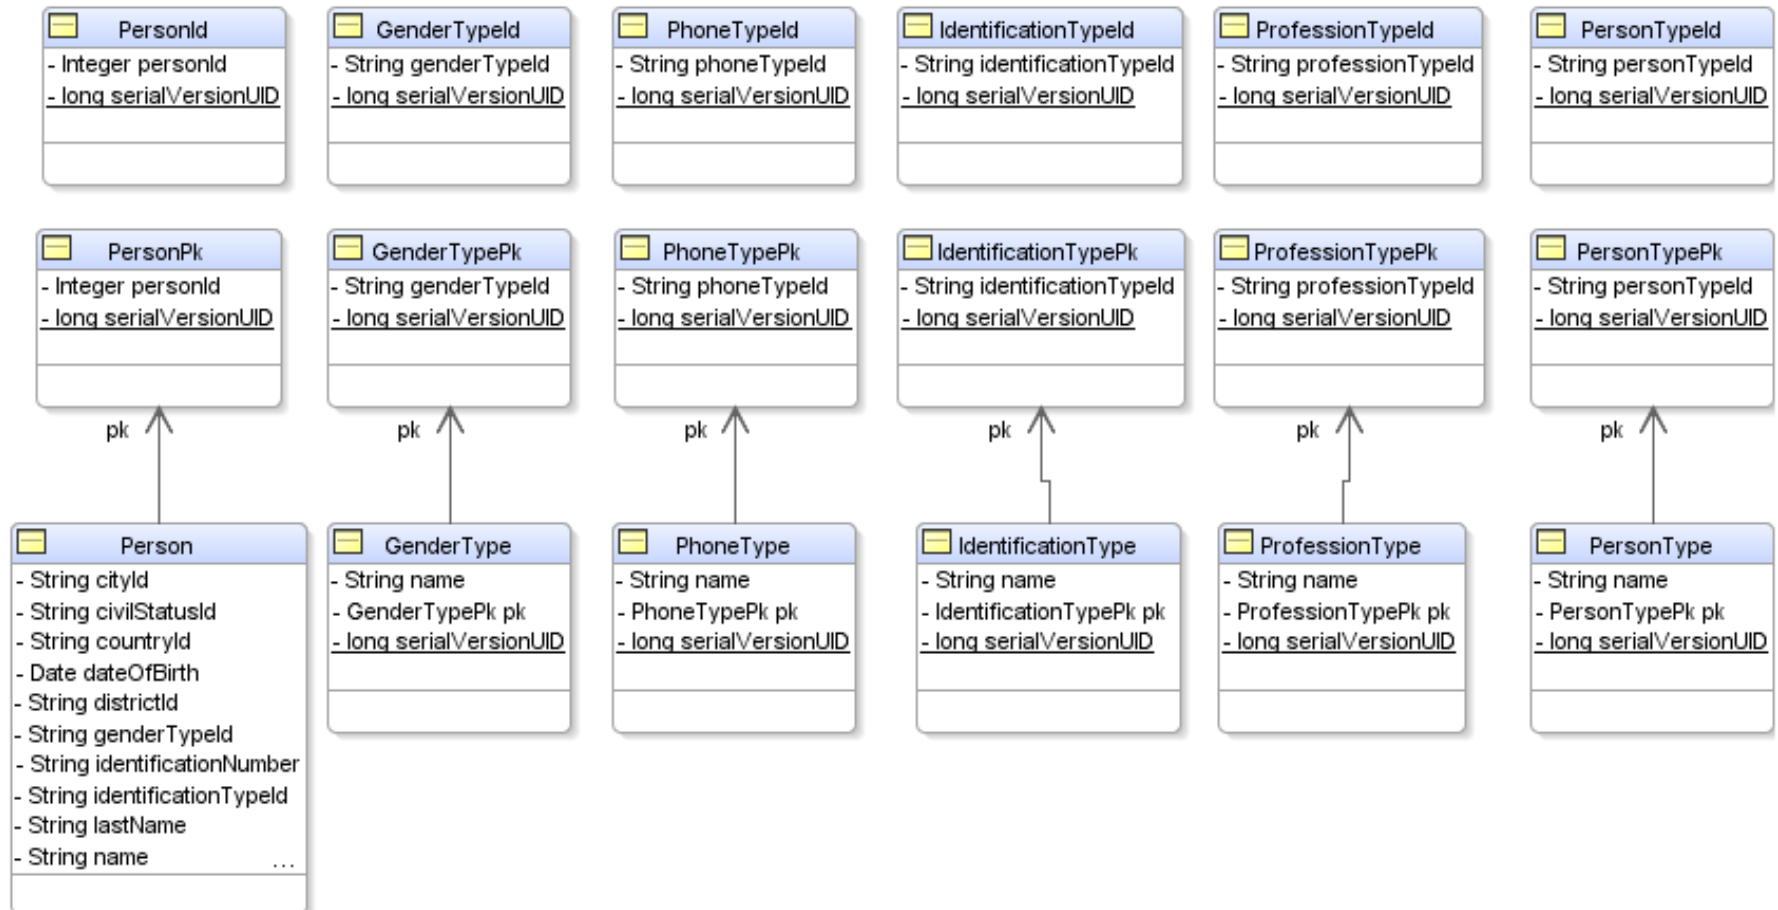 PersonId
- Integer personId
- long serialVersionUID
GenderTypeId
- String genderTypeId
- long serialVersionUID
PhoneTypeId
- String phoneTypeId
- long serialVersionUID
IdentificationTypeId
- String identificationTypeId
- long serialVersionUID
ProfessionTypeId
- String professionTypeId
- long serialVersionUID
PersonTypeId
- String personTypeId
- long serialVersionUID
PersonPk
- Integer personId
- long serialVersionUID
GenderTypePk
- String genderTypeId
- long serialVersionUID
PhoneTypePk
- String phoneTypeId
- long serialVersionUID
IdentificationTypePk
- String identificationTypeId
- long serialVersionUID
ProfessionTypePk
- String professionTypeId
- long serialVersionUID
PersonTypePk
- String personTypeId
- long serialVersionUID
pk
pk
pk
pk
pk
pk
Person
- String cityId
- String civilStatusId
- String countryId
- Date dateOfBirth
- String districtId
- String genderTypeId
- String identificationNumber
- String identificationTypeId
- String lastName
- String name ...
GenderType
- String name
- GenderTypePk pk
- long serialVersionUID
PhoneType
- String name
- PhoneTypePk pk
- long serialVersionUID
IdentificationType
- String name
- IdentificationTypePk pk
- long serialVersionUID
ProfessionType
- String name
- ProfessionTypePk pk
- long serialVersionUID
PersonType
- String name
- PersonTypePk pk
- long serialVersionUID